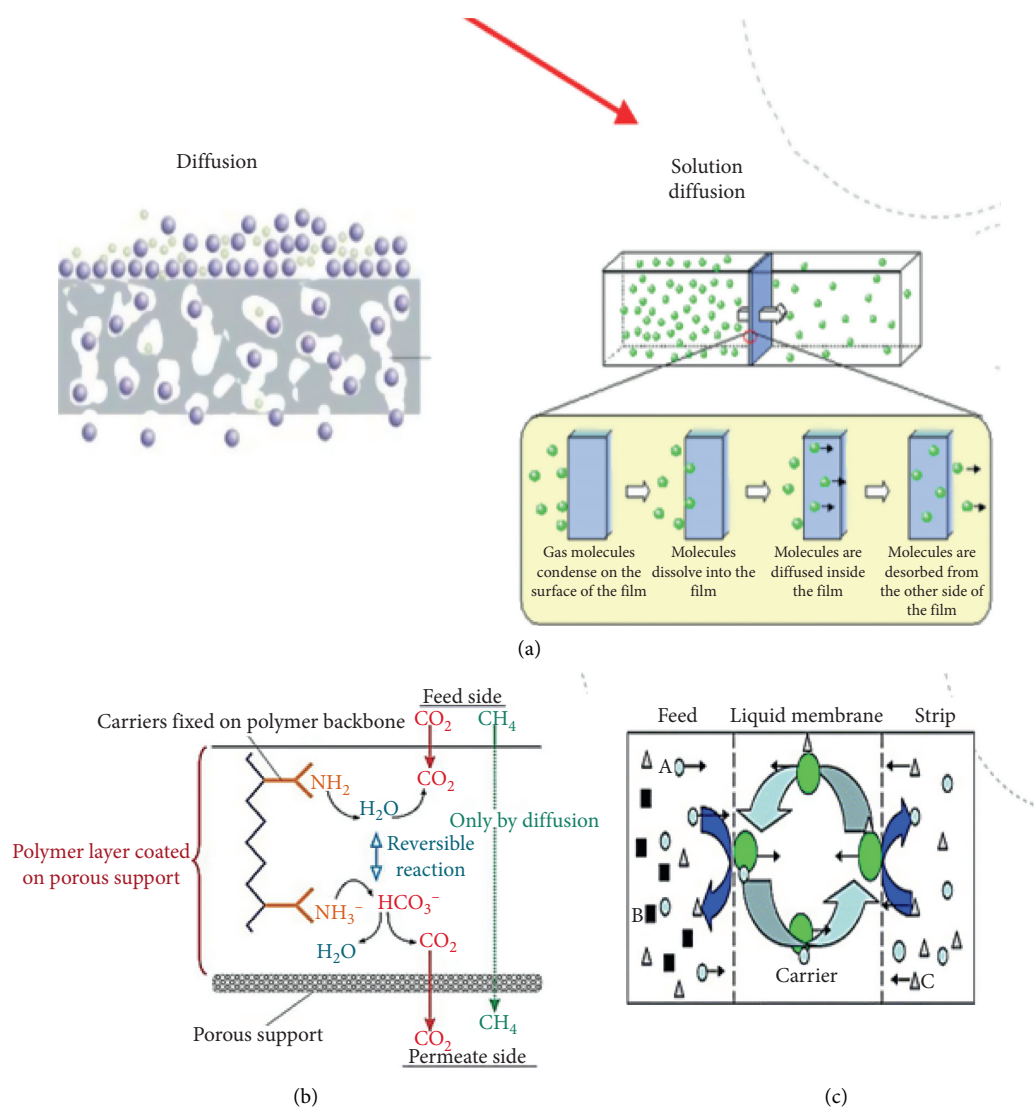 Diffusion
Solution
diffusion
Gas molecules
condense on the
surface of the film
Molecules
dissolve into the
film
Molecules are
diffused inside
the film
Molecules are
desorbed from
the other side of
the film
(a)
Feed side
Carriers fixed on polymer backbone
CO₂
CH₄
NH₂
CO₂
H₂O
Only by diffusion
Reversible
reaction
Polymer layer coated
on porous support
NH₃⁻
HCO₃⁻
H₂O
CO₂
Porous support
CH₄
CO₂
Permeate side
(b)
Feed
Liquid membrane
Strip
A
B
Carrier
C
(c)